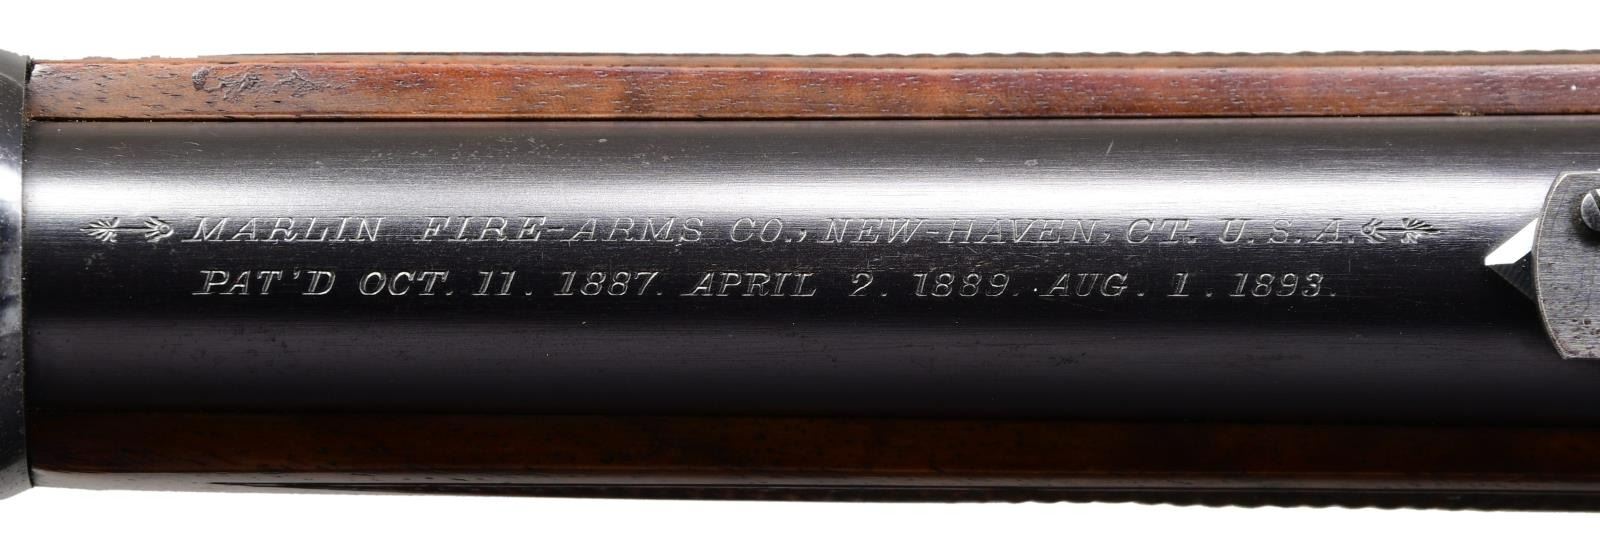 MARLIN FIRE-ARMS CO., NEW-HAVEN, CT. U.S.A.
PAT'D OCT. 11. 1887. APRIL 2. 1889. AUG. 1. 1893.